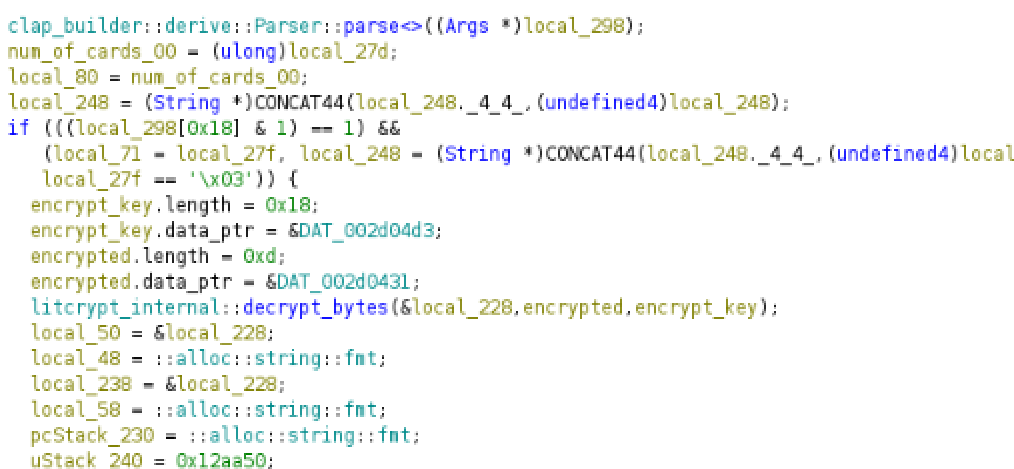 clap_builder::derive::Parser::parse<>((Args *)local_298);
num_of_cards_00 = (ulong)local_27d;
local_80 = num_of_cards_00;
local_248 = (String *)CONCAT44(local_248._4_4_,(undefined4)local_248);
if (((local_298[0x18] & 1) == 1) &&
(local_71 = local_27f, local_248 = (String *)CONCAT44(local_248._4_4_,(undefined4)local
local_27f == '\x03')) {
encrypt_key.length = 0x18;
encrypt_key.data_ptr = &DAT_002d04d3;
encrypted.length = 0xd;
encrypted.data_ptr = &DAT_002d0431;
litcrypt_internal::decrypt_bytes(&local_228,encrypted,encrypt_key);
local_50 = &local_228;
local_48 = ::alloc::string::fmt;
local_238 = &local_228;
local_58 = ::alloc::string::fmt;
pcStack_230 = ::alloc::string::fmt;
uStack_240 = 0x12aa50;